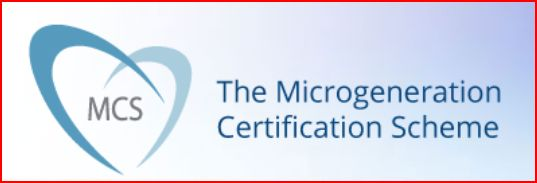 MCS
The Microgeneration
Certification Scheme